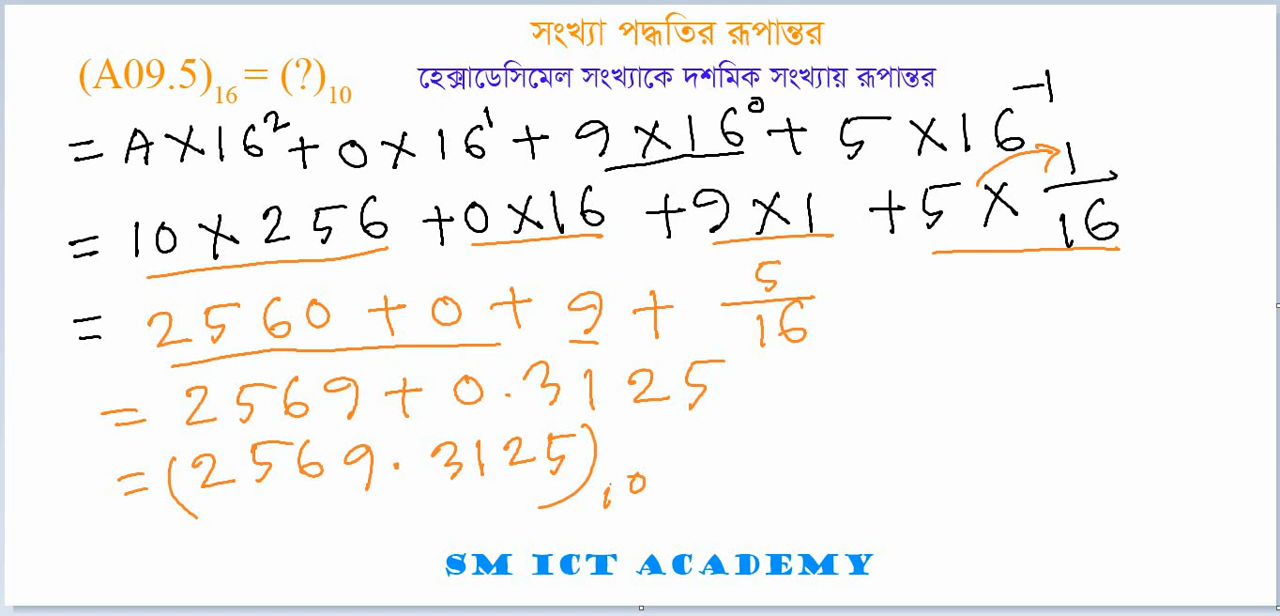 সংখ্যা পদ্ধতির রূপান্তর
(A09.5)₁₆ = (?)₁₀ হেক্সাডেসিমেল সংখ্যাকে দশমিক সংখ্যায় রূপান্তর
= A × 16² + 0 × 16¹ + 9 × 16⁰ + 5 × 16⁻¹
= 10 × 256 + 0 × 16 + 9 × 1 + 5 × 1/16
= 2560 + 0 + 9 + 5/16
= 2569 + 0.3125
= (2569.3125)₁₀
SM ICT ACADEMY